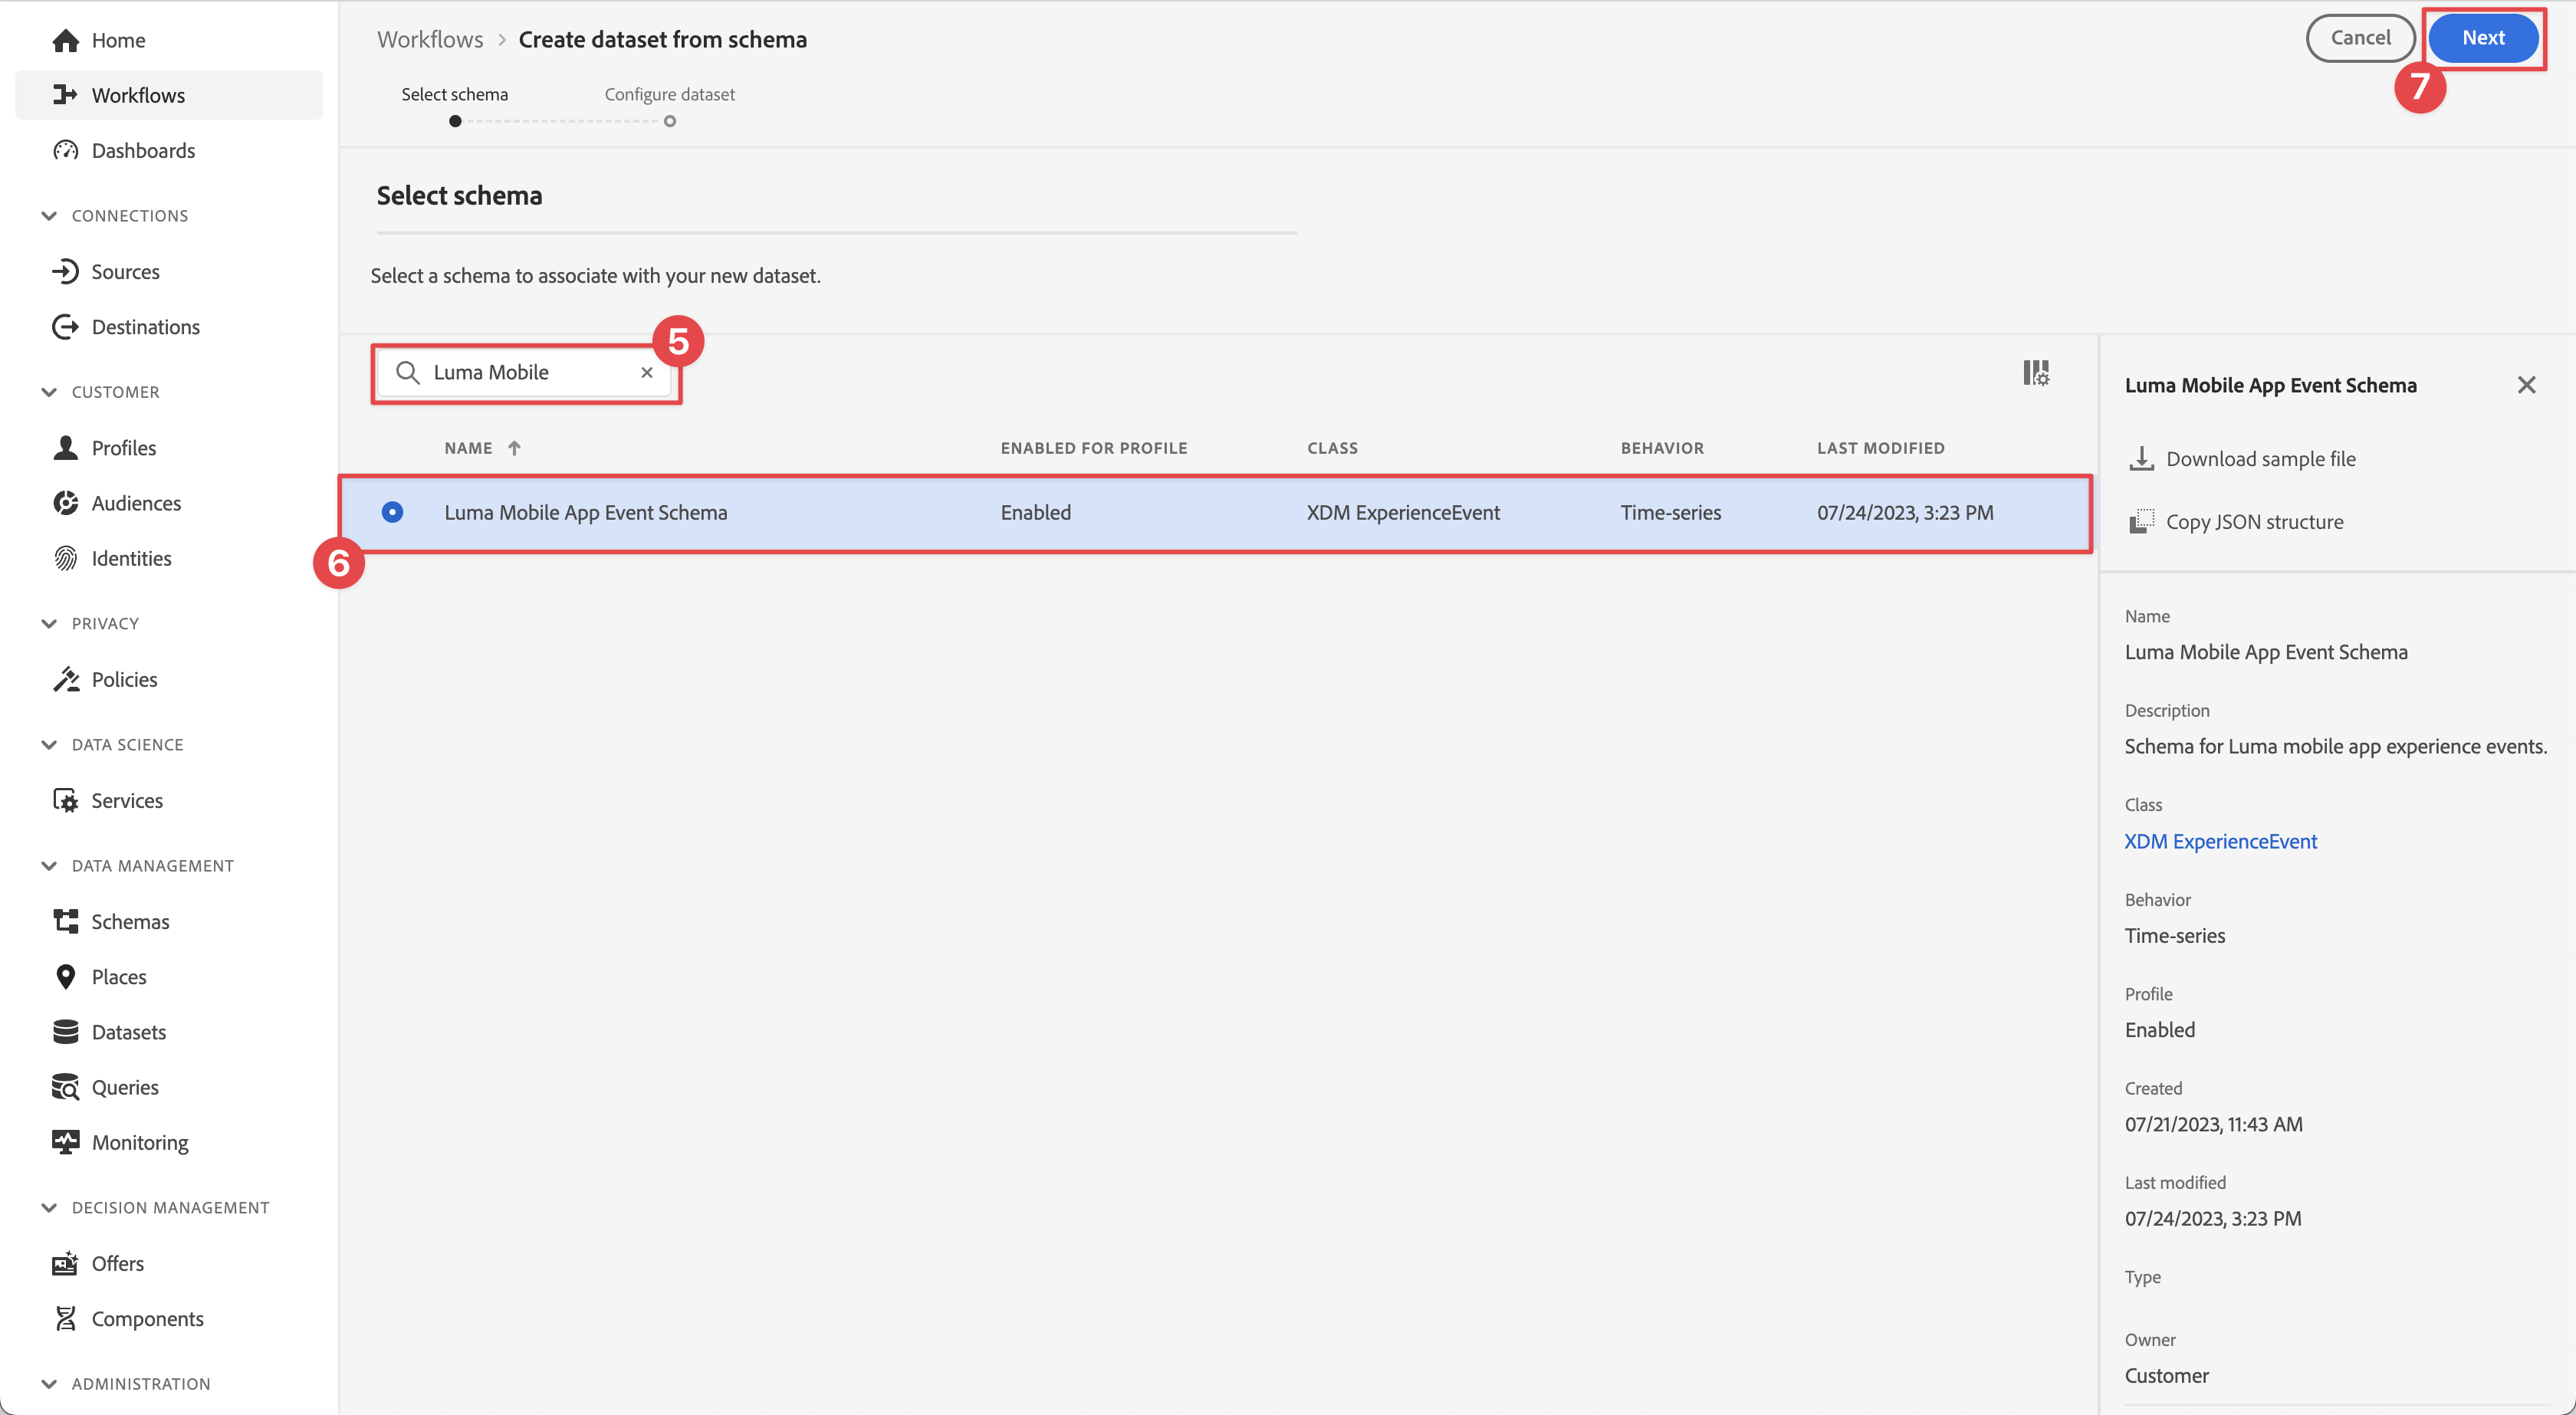 Home
Workflows
Dashboards
CONNECTIONS
Sources
Destinations
CUSTOMER
Profiles
Audiences
Identities
PRIVACY
Policies
DATA SCIENCE
Services
DATA MANAGEMENT
Schemas
Places
Datasets
Queries
Monitoring
DECISION MANAGEMENT
Offers
Components
ADMINISTRATION
Workflows > Create dataset from schema
Cancel
Next
7
Select schema
Configure dataset
Select schema
Select a schema to associate with your new dataset.
5
Luma Mobile
NAME ENABLED FOR PROFILE CLASS BEHAVIOR LAST MODIFIED
Luma Mobile App Event Schema Enabled XDM ExperienceEvent Time-series 07/24/2023, 3:23 PM
6
Luma Mobile App Event Schema
Download sample file
Copy JSON structure
Name
Luma Mobile App Event Schema
Description
Schema for Luma mobile app experience events.
Class
XDM ExperienceEvent
Behavior
Time-series
Profile
Enabled
Created
07/21/2023, 11:43 AM
Last modified
07/24/2023, 3:23 PM
Type
Owner
Customer